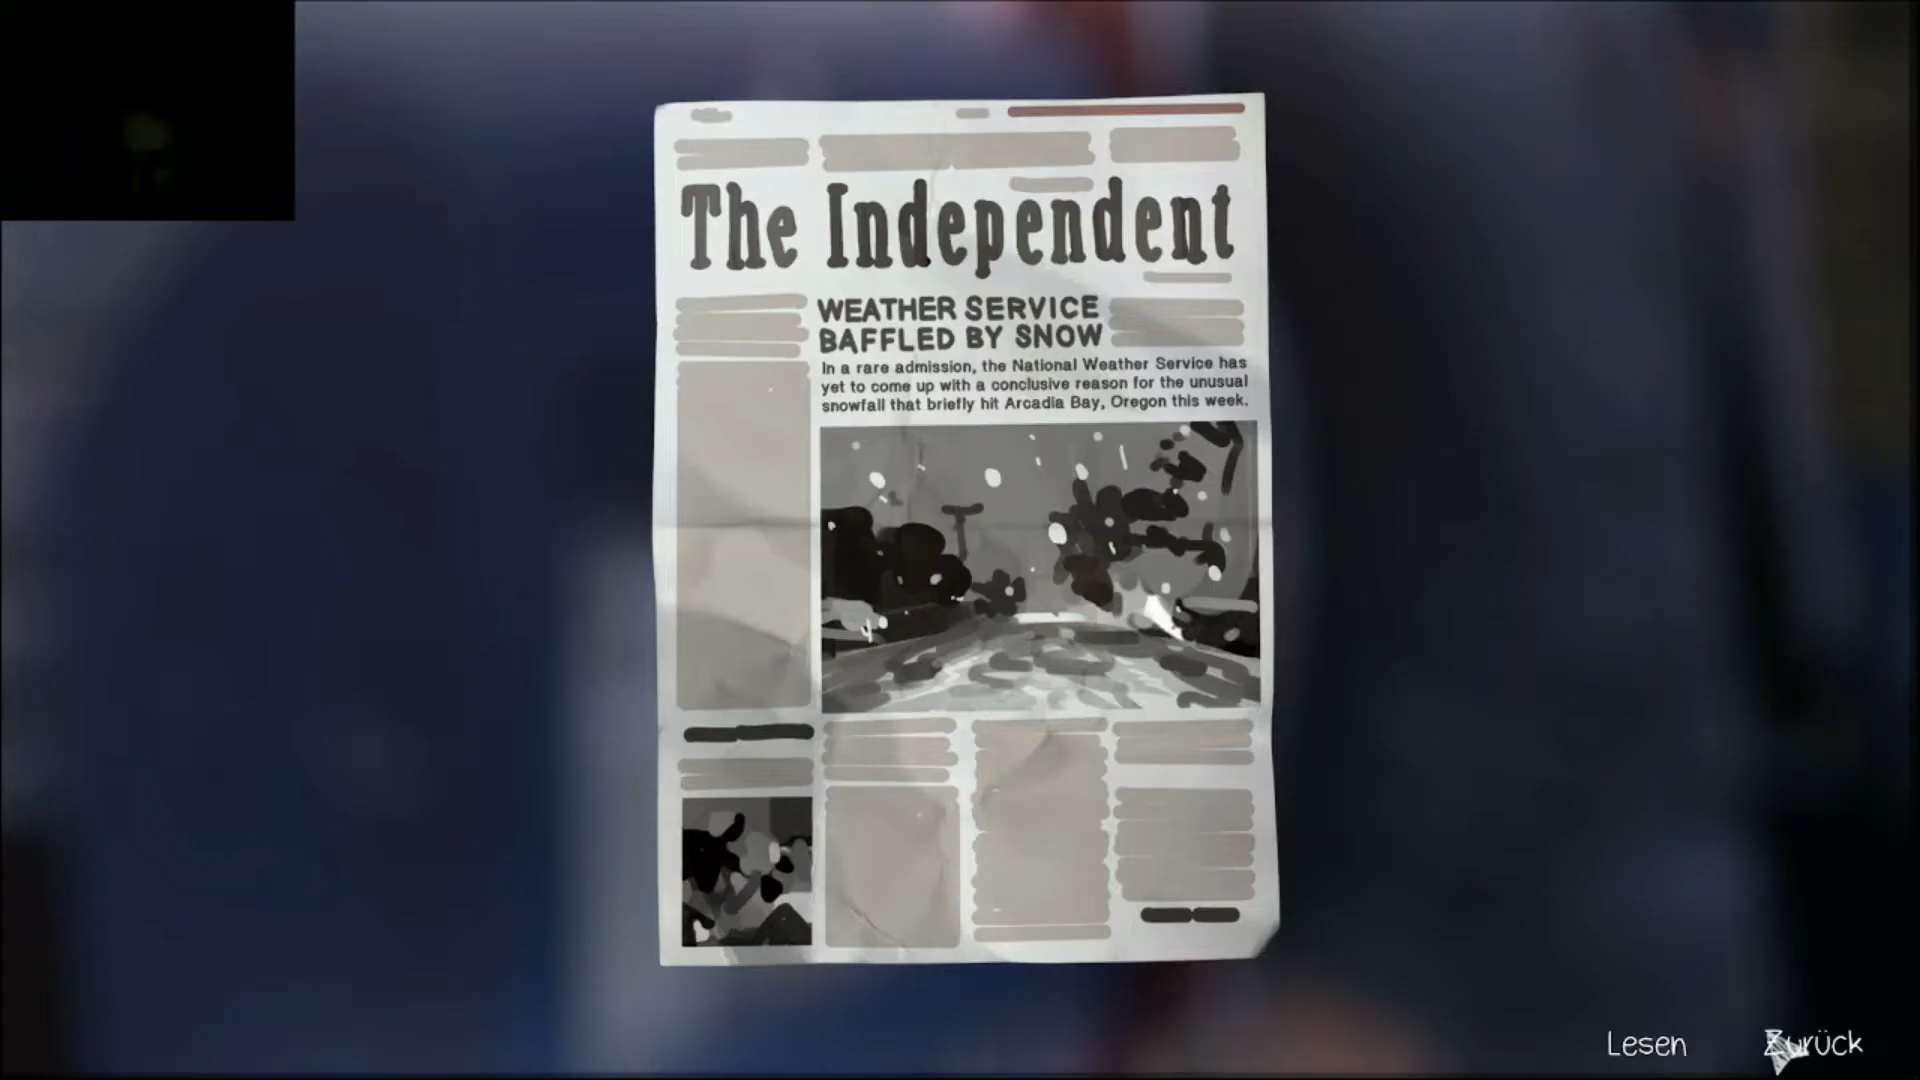 The Independent
WEATHER SERVICE
BAFFLED BY SNOW
In a rare admission, the National Weather Service has
yet to come up with a conclusive reason for the unusual
snowfall that briefly hit Arcadia Bay, Oregon this week.
Lesen Zurück